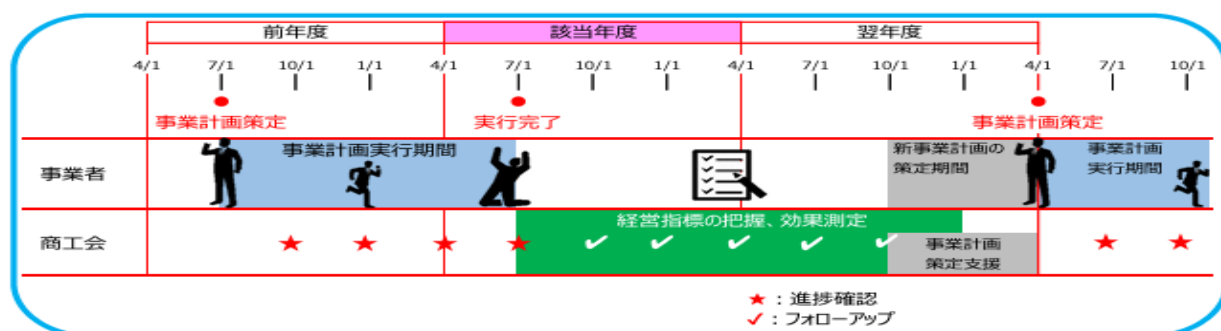 前年度 該当年度 翌年度
4/1 7/1 10/1 1/1 4/1 7/1 10/1 1/1 4/1 7/1 10/1 1/1 4/1 7/1 10/1
事業計画策定 実行完了 事業計画策定
事業者
事業計画実行期間
新事業計画の
策定期間
事業計画
実行期間
商工会
経営指標の把握、効果測定
事業計画
策定支援
★：進捗確認
✓：フォローアップ